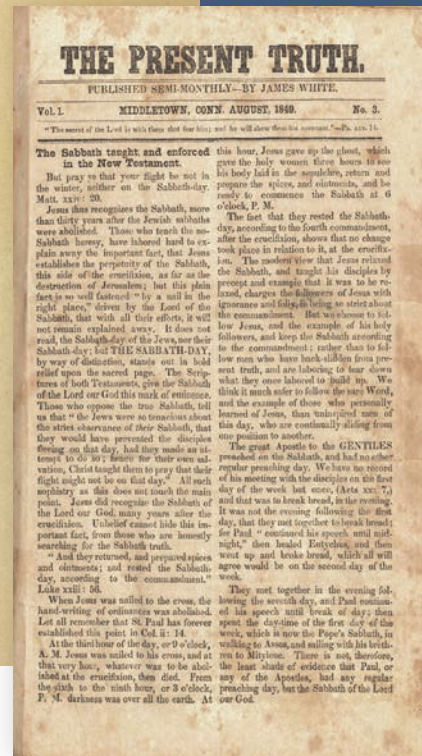 THE PRESENT TRUTH.
PUBLISHED SEMI-MONTHLY—BY JAMES WHITE.
Vol. 1. MIDDLETOWN, CONN. AUGUST, 1849. No. 3.
"The secret of the Lord is with them that fear him; and he will shew them his covenant."—Ps. xxv. 14.
The Sabbath taught and enforced
in the New Testament.
But pray ye that your flight be not in
the winter, neither on the Sabbath-day.
Matt. xxiv: 20.
Jesus thus recognizes the Sabbath, more
than thirty years after the Jewish sabbaths
were abolished. Those who teach the no-
Sabbath heresy, have labored hard to ex-
plain away the important fact, that Jesus
establishes the perpetuity of the Sabbath,
this side of the crucifixion, as far as the
destruction of Jerusalem; but this plain
fact is so well fastened "by a nail in the
right place," driven by the Lord of the
Sabbath, that with all their efforts, it will
not remain explained away. It does not
read, the Sabbath-day of the Jews, nor their
Sabbath-day; but THE SABBATH-DAY,
by way of distinction, stands out in bold
relief upon the sacred page. The Scrip-
tures of both Testaments, give the Sabbath
of the Lord our God this mark of eminence.
Those who oppose the true Sabbath, tell
us that "the Jews were so tenacious about
the strict observance of their Sabbath, that
they would have prevented the disciples
fleeing on that day, had they made an at-
tempt to do so; hence for their own sal-
vation, Christ taught them to pray that their
flight might not be on that day." All such
sophistry as this does not touch the main
point. Jesus did recognise the Sabbath of
the Lord our God, many years after the
crucifixion. Unbelief cannot hide this im-
portant fact, from those who are honestly
searching for the Sabbath truth.
"And they returned, and prepared spices
and ointments; and rested the Sabbath-
day, according to the commandment."
Luke xxiii: 56.
When Jesus was nailed to the cross, the
hand-writing of ordinances was abolished.
Let all remember that St. Paul has forever
established this point in Col. ii: 14.
At the third hour of the day, or 9 o'clock,
A. M. Jesus was nailed to his cross, and at
that very hour, whatever was to be abol-
ished at the crucifixion, then died. From
the sixth to the ninth hour, or 3 o'clock,
P. M. darkness was over all the earth. At
this hour, Jesus gave up the ghost, which
gave the holy women three hours to see
his body laid in the sepulchre, return and
prepare the spices, and ointments, and be
ready to commence the Sabbath at 6
o'clock, P. M.
The fact that they rested the Sabbath-
day, according to the fourth commandment,
after the crucifixion, shows that no change
took place in relation to it, at the crucifix-
ion. The modern view that Jesus relaxed
the Sabbath, and taught his disciples by
precept and example that it was to be re-
laxed, charges the followers of Jesus with
ignorance and folly, in being so strict about
the commandment. But we choose to fol-
low Jesus, and the example of his holy
followers, and keep the Sabbath according
to the commandment; rather than to fol-
low men who have back-slidden from pre-
sent truth, and are laboring to tear down
what they once labored to build up. We
think it much safer to follow the sure Word,
and the example of those who personally
learned of Jesus, than uninspired men of
this day, who are continually sliding from
one position to another.
The great Apostle to the GENTILES
preached on the Sabbath, and had no other
regular preaching day. We have no record
of his meeting with the disciples on the first
day of the week but once, (Acts xx: 7,)
and that was to break bread, in the evening.
It was not the evening following the first
day, that they met together to break bread;
for Paul "continued his speech until mid-
night," then healed Eutychus, and then
went up and broke bread, which all will
agree would be on the second day of the
week.
They met together in the evening fol-
lowing the seventh day, and Paul continu-
ed his speech until break of day; then
spent the day-time of the first day of the
week, which is now the Pope's Sabbath, in
walking to Assos, and sailing with his breth-
ren to Mitylene. There is not, therefore,
the least shade of evidence that Paul, or
any of the Apostles, had any regular
preaching day, but the Sabbath of the Lord
our God.